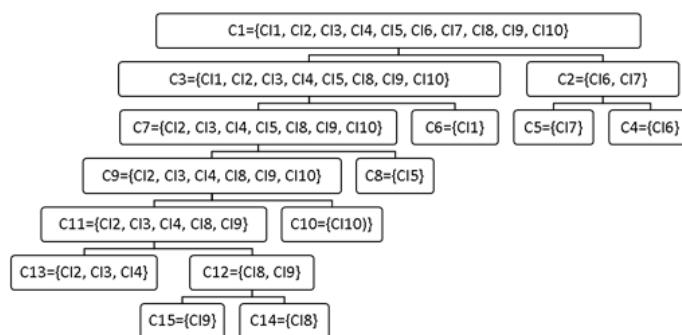 C1={CI1, CI2, CI3, CI4, CI5, CI6, CI7, CI8, CI9, CI10}
C3={CI1, CI2, CI3, CI4, CI5, CI8, CI9, CI10}
C2={CI6, CI7}
C7={CI2, CI3, CI4, CI5, CI8, CI9, CI10}
C6={CI1}
C5={CI7}
C4={CI6}
C9={CI2, CI3, CI4, CI8, CI9, CI10}
C8={CI5}
C11={CI2, CI3, CI4, CI8, CI9}
C10={CI10)}
C13={CI2, CI3, CI4}
C12={CI8, CI9}
C15={CI9}
C14={CI8}